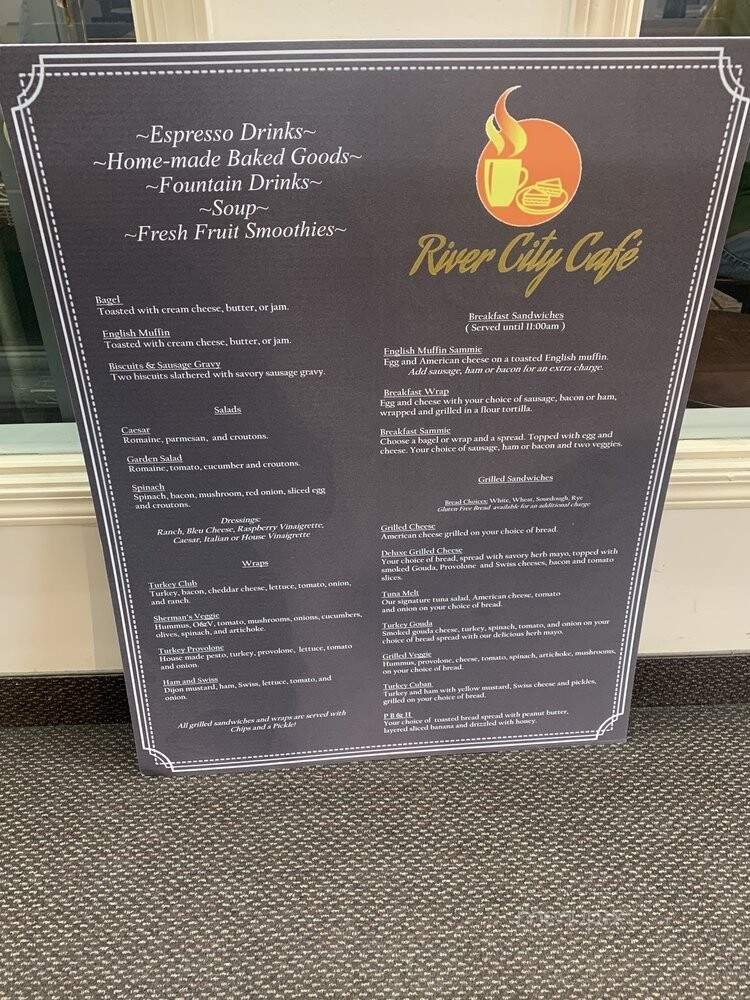 ~Espresso Drinks~
~Home-made Baked Goods~
~Fountain Drinks~
~Soup~
~Fresh Fruit Smoothies~
River City Café
Bagel
Toasted with cream cheese, butter, or jam.
English Muffin
Toasted with cream cheese, butter, or jam.
Biscuits & Sausage Gravy
Two biscuits slathered with savory sausage gravy.
Salads
Caesar
Romaine, parmesan, and croutons.
Garden Salad
Romaine, tomato, cucumber and croutons.
Spinach
Spinach, bacon, mushroom, red onion, sliced egg
and croutons.
Dressings:
Ranch, Bleu Cheese, Raspberry Vinaigrette,
Caesar, Italian or House Vinaigrette
Wraps
Turkey Club
Turkey, bacon, cheddar cheese, lettuce, tomato, onion,
and ranch.
Sherman's Veggie
Hummus, O&V, tomato, mushrooms, onions, cucumbers,
olives, spinach, and artichoke.
Turkey Provolone
House made pesto, turkey, provolone, lettuce, tomato
and onion.
Ham and Swiss
Dijon mustard, ham, Swiss, lettuce, tomato, and
onion.
All grilled sandwiches and wraps are served with
Chips and a Pickle!
Breakfast Sandwiches
( Served until 11:00am )
English Muffin Sammie
Egg and American cheese on a toasted English muffin.
Add sausage, ham or bacon for an extra charge.
Breakfast Wrap
Egg and cheese with your choice of sausage, bacon or ham,
wrapped and grilled in a flour tortilla.
Breakfast Sammie
Choose a bagel or wrap and a spread. Topped with egg and
cheese. Your choice of sausage, ham or bacon and two veggies.
Grilled Sandwiches
Bread Choices: White, Wheat, Sourdough, Rye
Gluten Free Bread available for an additional charge
Grilled Cheese
American cheese grilled on your choice of bread.
Deluxe Grilled Cheese
Your choice of bread, spread with savory herb mayo, topped with
smoked Gouda, Provolone and Swiss cheeses, bacon and tomato
slices.
Tuna Melt
Our signature tuna salad, American cheese, tomato
and onion on your choice of bread.
Turkey Gouda
Smoked gouda cheese, turkey, spinach, tomato, and onion on your
choice of bread spread with our delicious herb mayo.
Grilled Veggie
Hummus, provolone, cheese, tomato, spinach, artichoke, mushrooms,
on your choice of bread.
Turkey Cuban
Turkey and ham with yellow mustard, Swiss cheese and pickles,
grilled on your choice of bread.
P B & H
Your choice of toasted bread spread with peanut butter,
layered sliced banana and drizzled with honey.